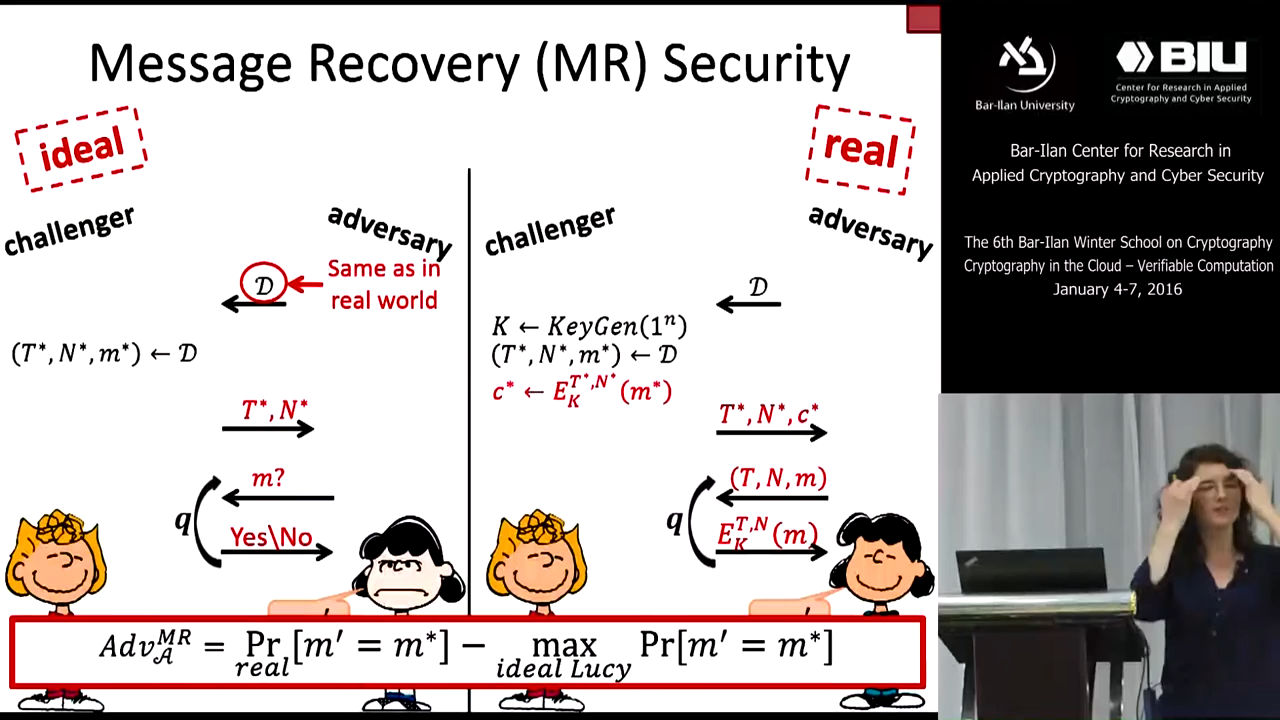 Message Recovery (MR) Security
ideal
real
challenger
adversary
challenger
adversary
𝒟
Same as in
real world
(T*, N*, m*) ← 𝒟
T*, N*
m?
q
Yes\No
𝒟
K ← KeyGen(1ⁿ)
(T*, N*, m*) ← 𝒟
c* ← E_K^{T*,N*}(m*)
T*, N*, c*
(T, N, m)
q
E_K^{T,N}(m)
Adv_𝒜^{MR} = Pr[m′ = m*] − max Pr[m′ = m*]
real ideal Lucy
Bar-Ilan University
BIU
Center for Research in Applied
Cryptography and Cyber Security
Bar-Ilan Center for Research in
Applied Cryptography and Cyber Security
The 6th Bar-Ilan Winter School on Cryptography
Cryptography in the Cloud – Verifiable Computation
January 4-7, 2016